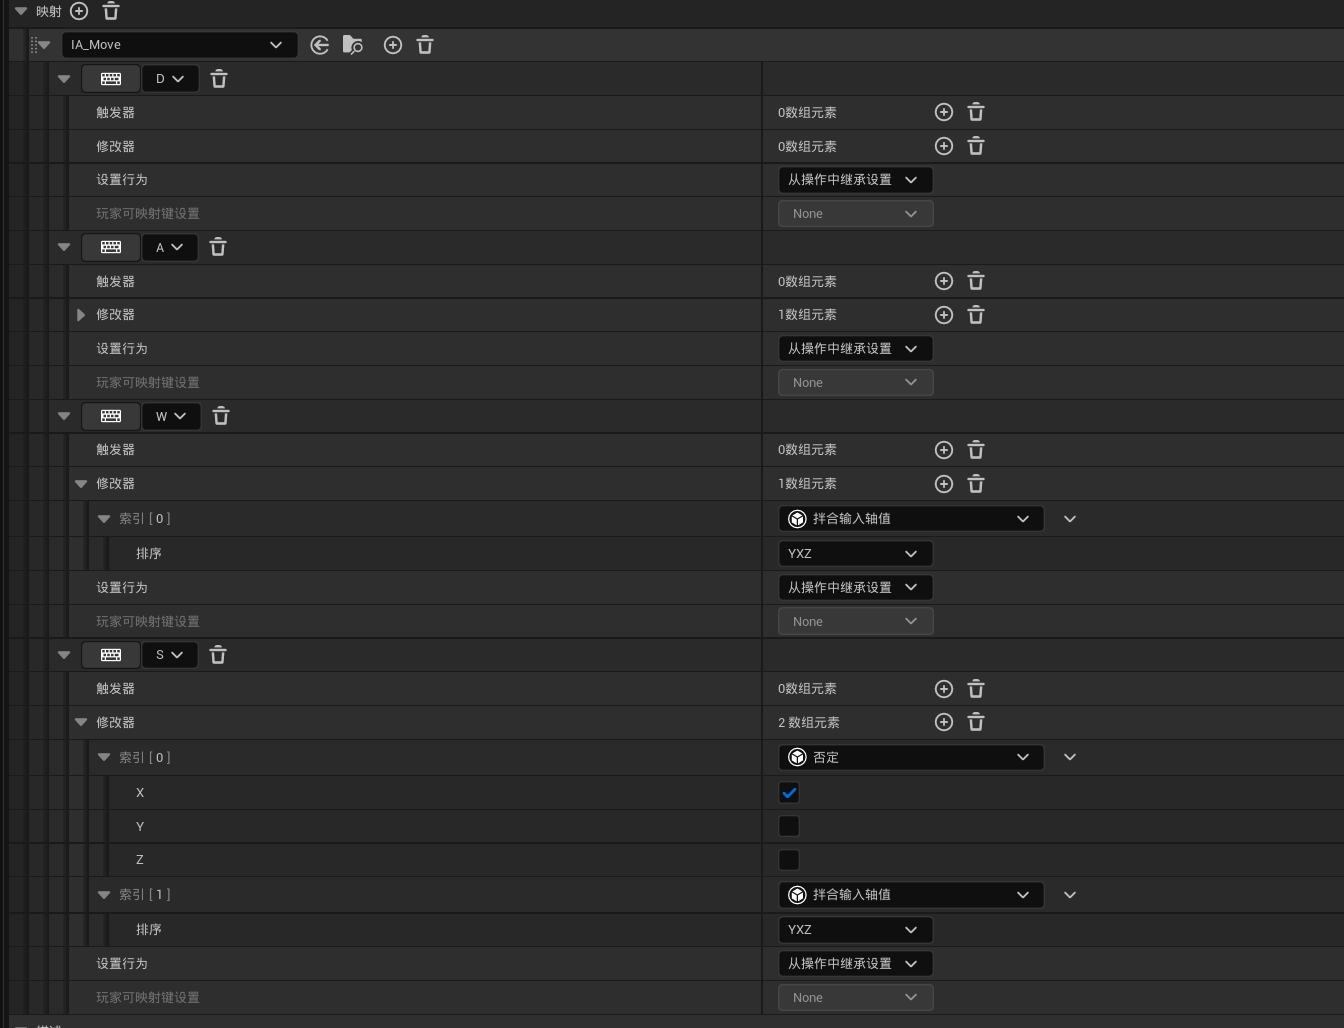 映射
IA_Move
D
触发器 0数组元素
修改器 0数组元素
设置行为 从操作中继承设置
玩家可映射键设置 None
A
触发器 0数组元素
修改器 1数组元素
设置行为 从操作中继承设置
玩家可映射键设置 None
W
触发器 0数组元素
修改器 1数组元素
索引 [ 0 ] 拌合输入轴值
排序 YXZ
设置行为 从操作中继承设置
玩家可映射键设置 None
S
触发器 0数组元素
修改器 2 数组元素
索引 [ 0 ] 否定
X
Y
Z
索引 [ 1 ] 拌合输入轴值
排序 YXZ
设置行为 从操作中继承设置
玩家可映射键设置 None